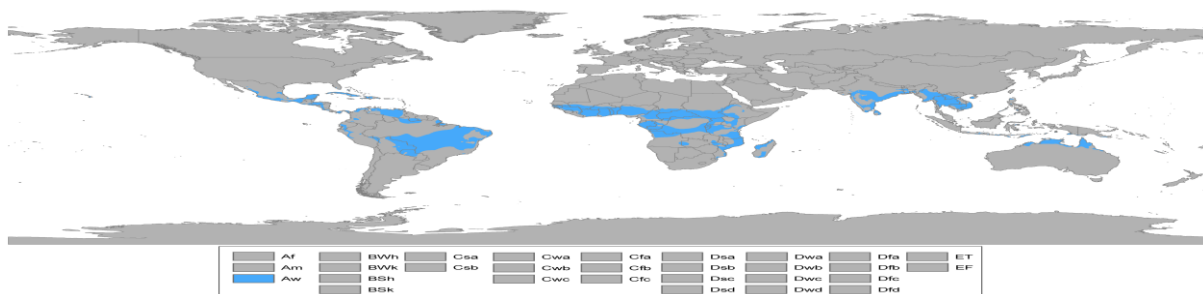 Af BWh Csa Cwa Cfa Dsa Dwa Dfa ET
Am BWk Csb Cwb Cfb Dsb Dwb Dfb EF
Aw BSh Cwc Cfc Dsc Dwc Dfc
BSk Dsd Dwd Dfd